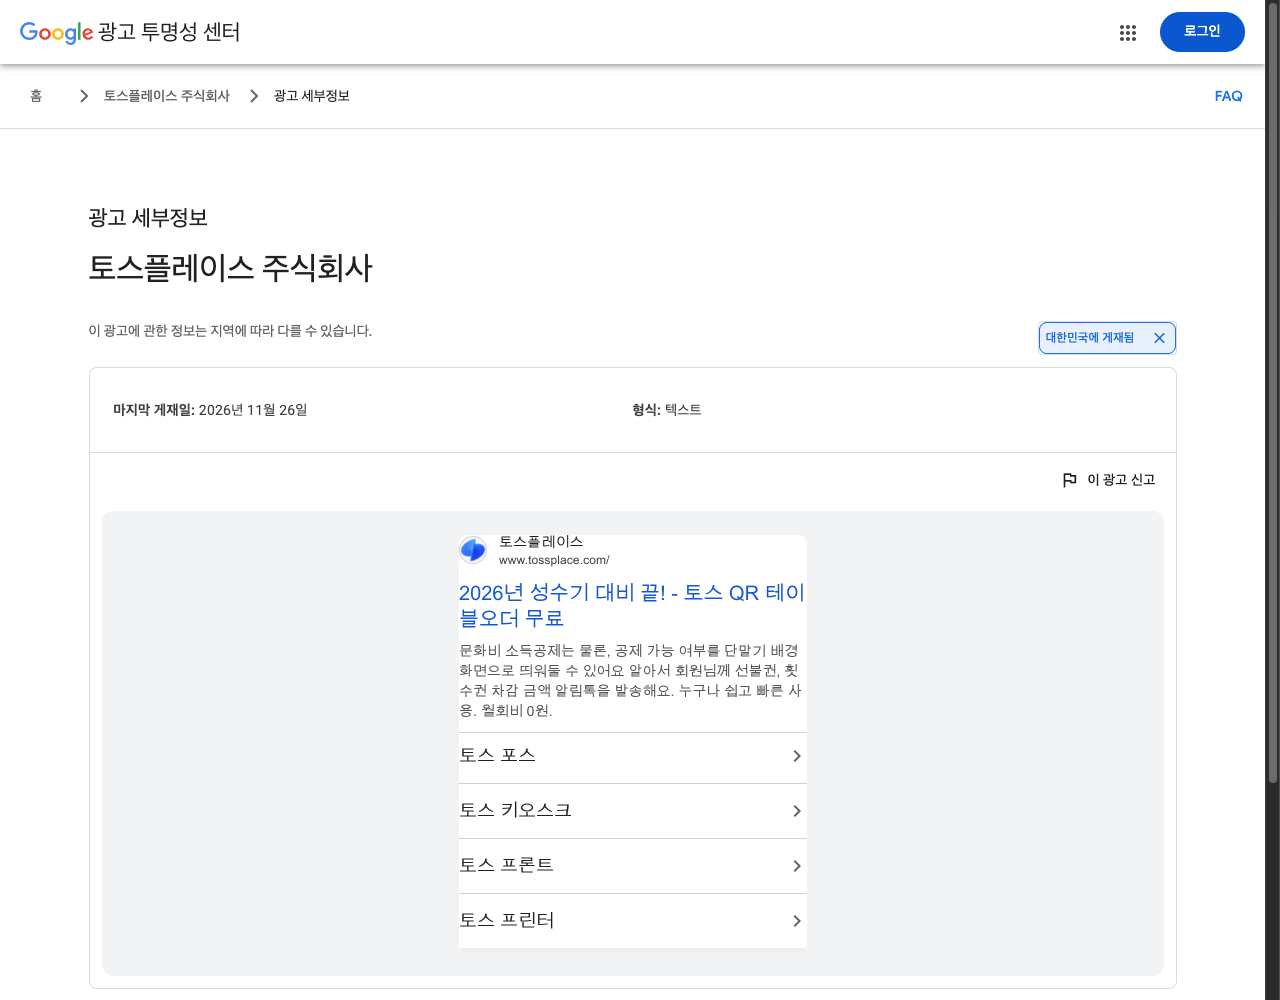 Google 광고 투명성 센터
로그인
홈
토스플레이스 주식회사
광고 세부정보
FAQ
광고 세부정보
토스플레이스 주식회사
이 광고에 관한 정보는 지역에 따라 다를 수 있습니다.
대한민국에 게재됨
마지막 게재일: 2026년 11월 26일
형식: 텍스트
이 광고 신고
토스플레이스
www.tossplace.com/
2026년 성수기 대비 끝! - 토스 QR 테이
블오더 무료
문화비 소득공제는 물론, 공제 가능 여부를 단말기 배경
화면으로 띄워둘 수 있어요 알아서 회원님께 선불권, 횟
수권 차감 금액 알림톡을 발송해요. 누구나 쉽고 빠른 사
용. 월회비 0원.
토스 포스
토스 키오스크
토스 프론트
토스 프린터